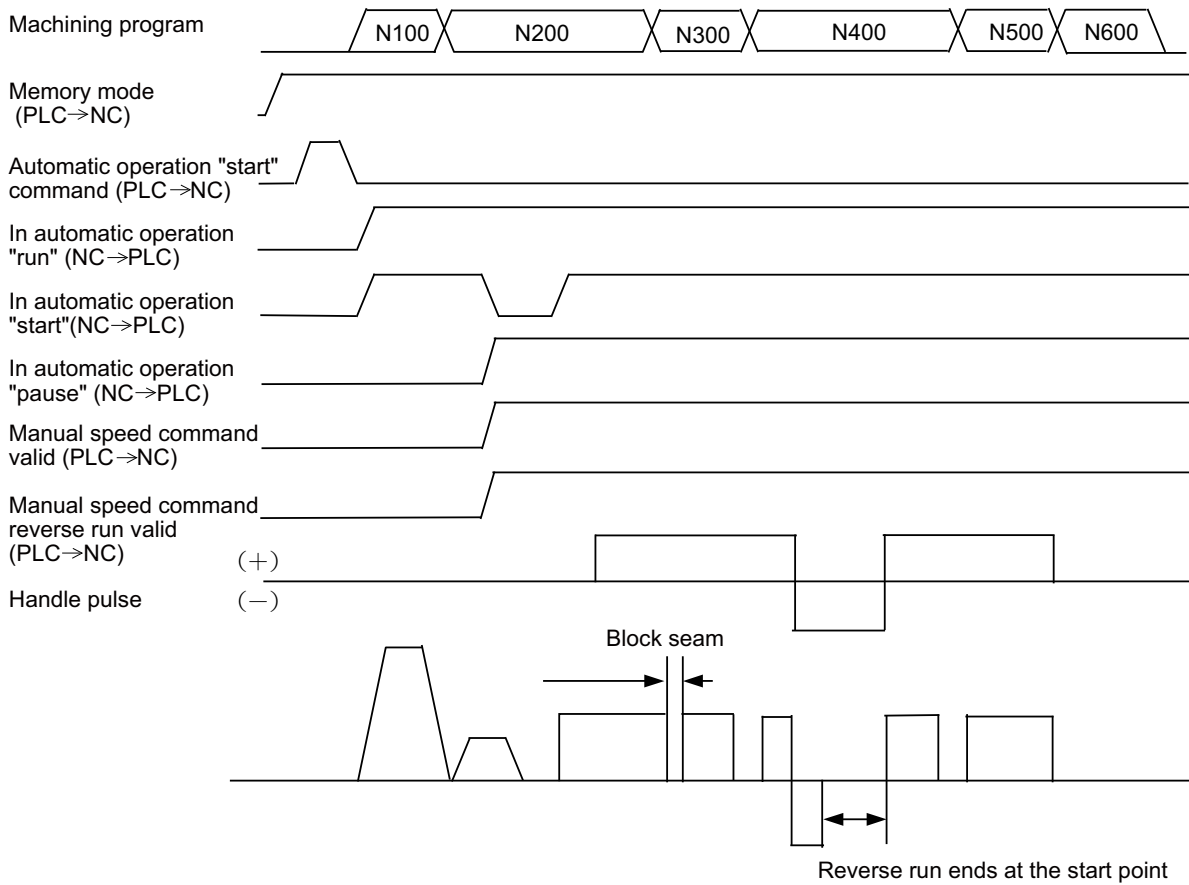 Machining program
N100 N200 N300 N400 N500 N600
Memory mode
(PLC→NC)
Automatic operation "start"
command (PLC→NC)
In automatic operation
"run" (NC→PLC)
In automatic operation
"start"(NC→PLC)
In automatic operation
"pause" (NC→PLC)
Manual speed command
valid (PLC→NC)
Manual speed command
reverse run valid
(PLC→NC)
(+)
Handle pulse (−)
Block seam
Reverse run ends at the start point